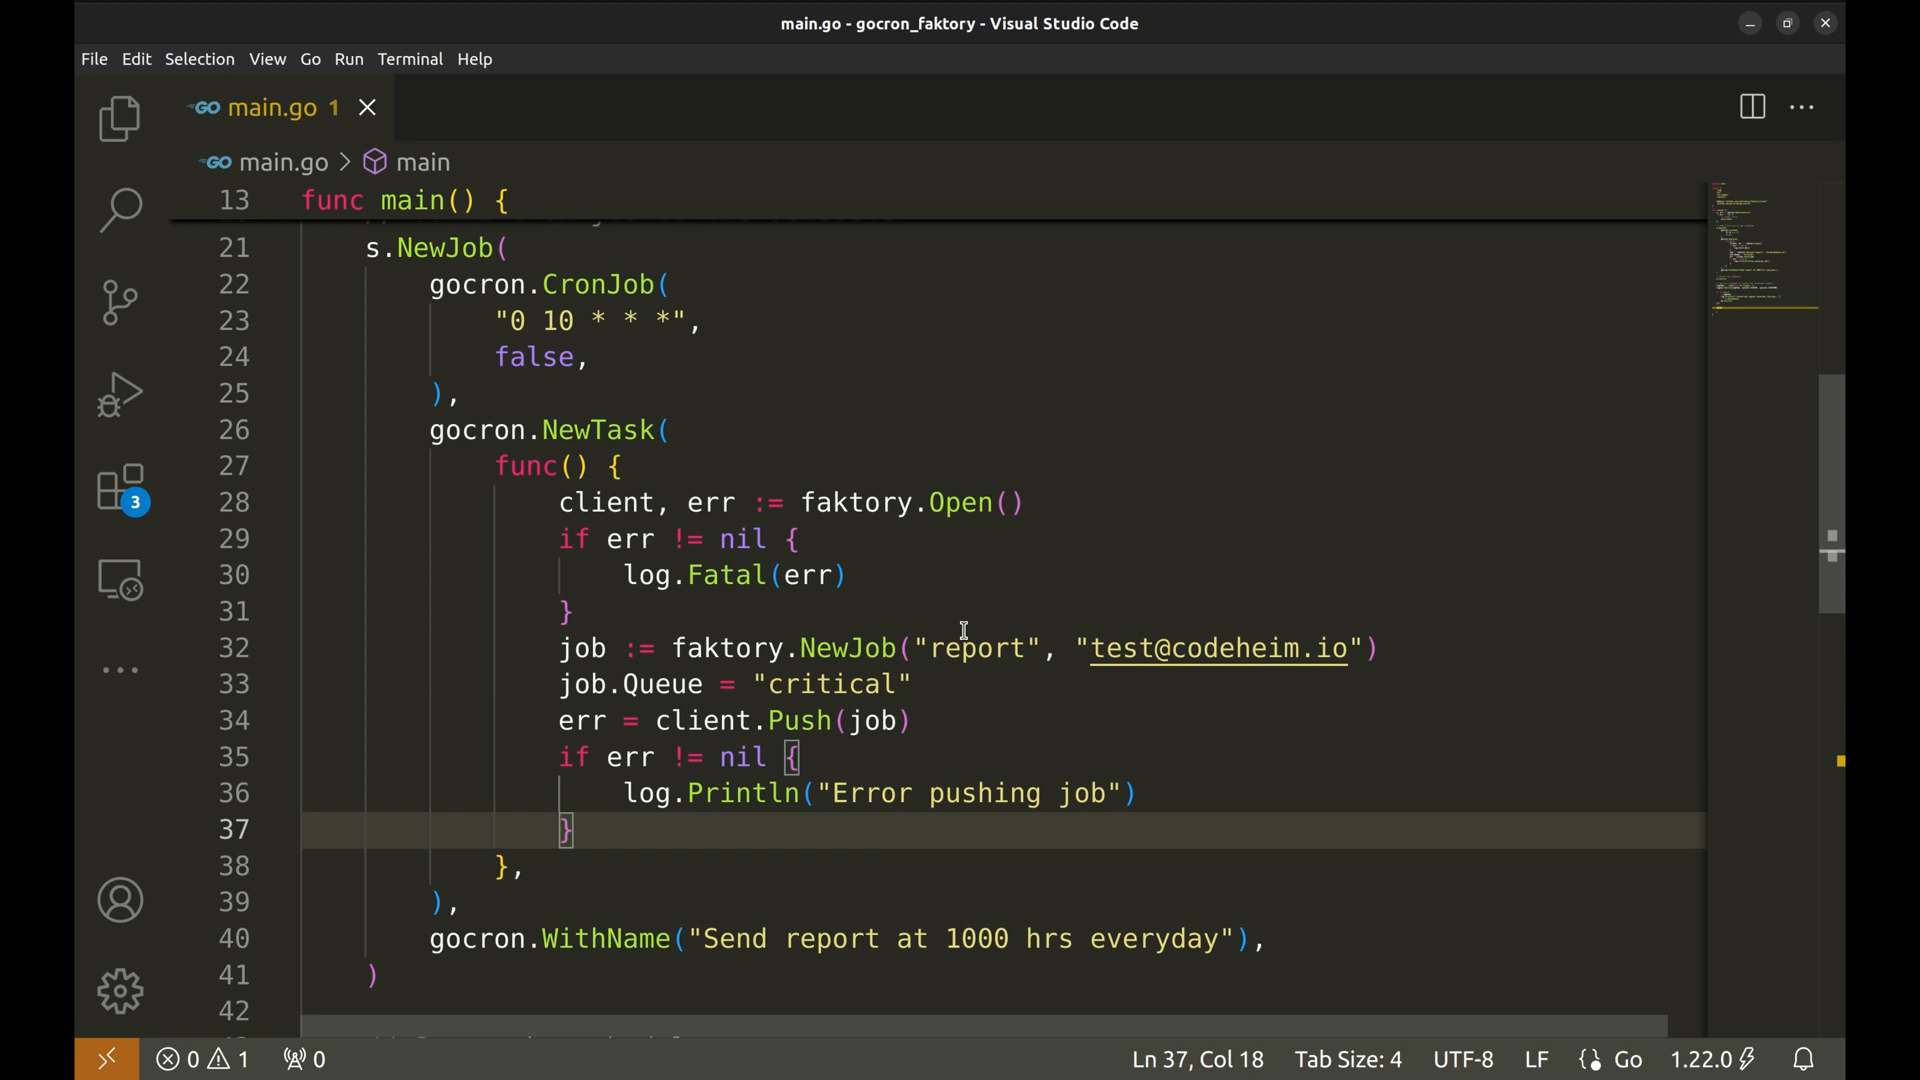 main.go - gocron_faktory - Visual Studio Code
File Edit Selection View Go Run Terminal Help
GO main.go 1
GO main.go > main
13 func main() {
21 s.NewJob(
22 gocron.CronJob(
23 "0 10 * * *",
24 false,
25 ),
26 gocron.NewTask(
27 func() {
28 client, err := faktory.Open()
29 if err != nil {
30 log.Fatal(err)
31 }
32 job := faktory.NewJob("report", "test@codeheim.io")
33 job.Queue = "critical"
34 err = client.Push(job)
35 if err != nil {
36 log.Println("Error pushing job")
37 }
38 },
39 ),
40 gocron.WithName("Send report at 1000 hrs everyday"),
41 )
42
3
0 1 0 Ln 37, Col 18 Tab Size: 4 UTF-8 LF Go 1.22.0